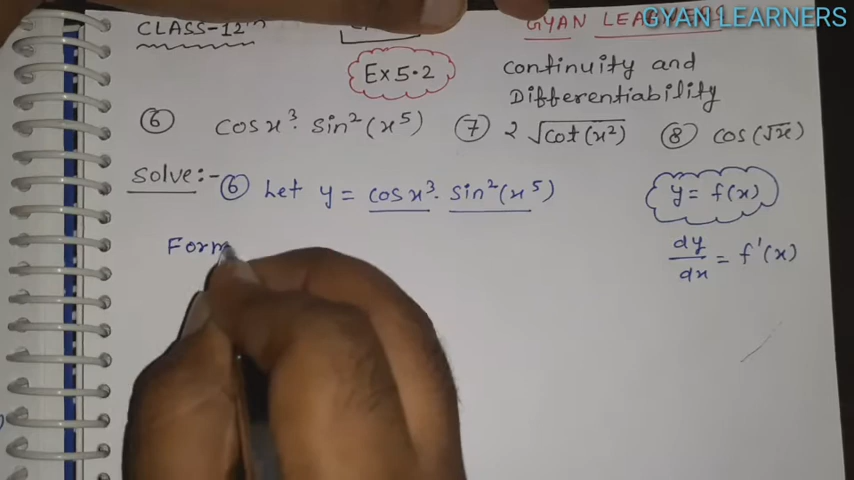 CLASS-12th
GYAN LEARNERS
GYAN LEARNERS
Ex 5.2
Continuity and
Differentiability
⑥ cos x³. sin²(x⁵) ⑦ 2 √cot(x²) ⑧ cos(√x)
Solve:- ⑥ Let y = cos x³. sin²(x⁵)
y = f(x)
Form
dy/dx = f'(x)